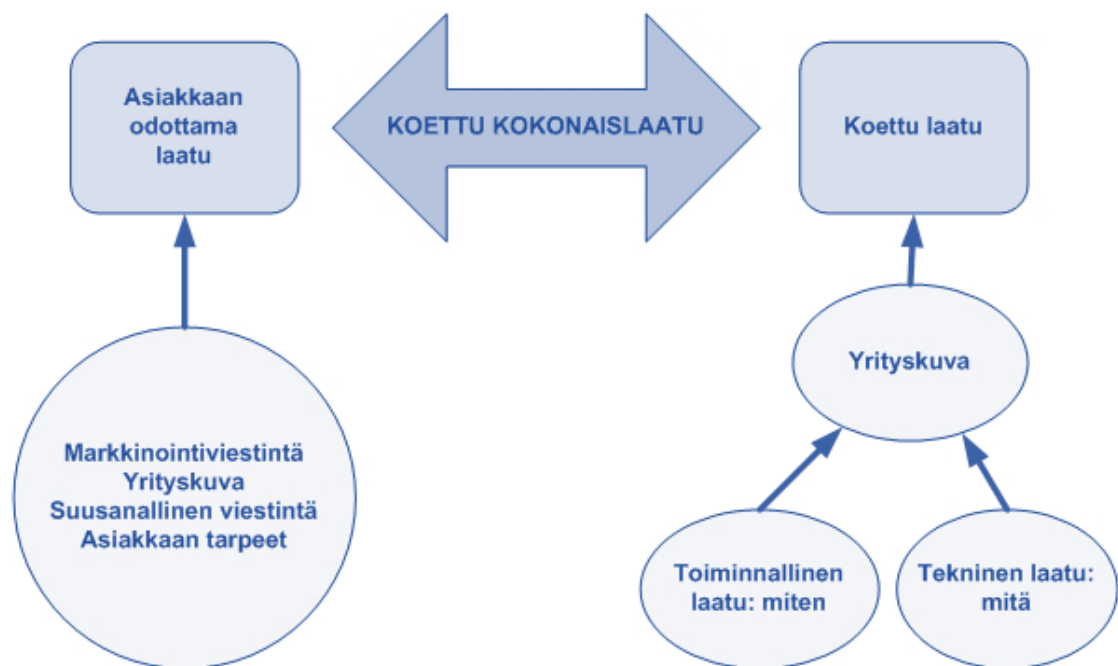 Asiakkaan
odottama
laatu
KOETTU KOKONAISLAATU
Koettu laatu
Yrityskuva
Markkinointiviestintä
Yrityskuva
Suusanallinen viestintä
Asiakkaan tarpeet
Toiminnallinen
laatu: miten
Tekninen laatu:
mitä